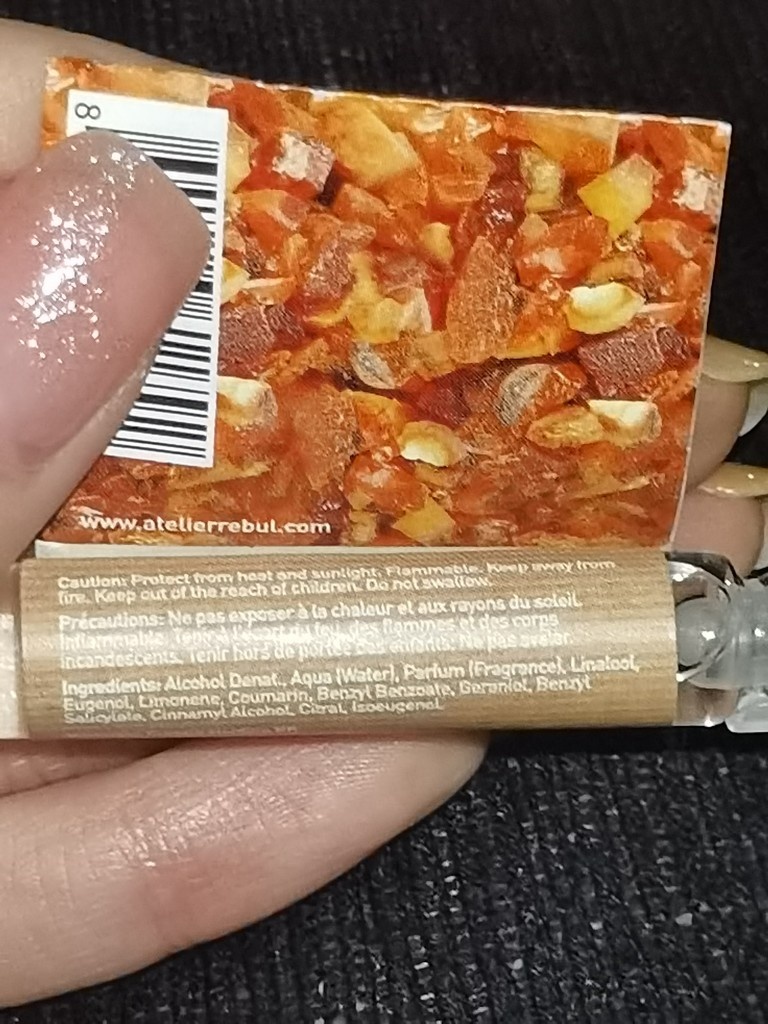 8
www.atelierrebul.com
Caution: Protect from heat and sunlight. Flammable. Keep away from
fire. Keep out of the reach of children. Do not swallow.
Précautions: Ne pas exposer à la chaleur et aux rayons du soleil.
Inflammable. Tenir à l'écart du feu, des flammes et des corps
incandescents. Tenir hors de portée des enfants. Ne pas avaler.
Ingredients: Alcohol Denat., Aqua (Water), Parfum (Fragrance), Linalool,
Eugenol, Limonene, Coumarin, Benzyl Benzoate, Geraniol, Benzyl
Salicylate, Cinnamyl Alcohol, Citral, Isoeugenol.